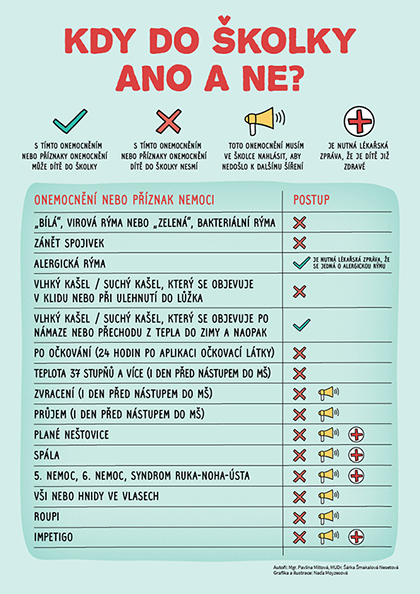 KDY DO ŠKOLKY
ANO A NE?
S TÍMTO ONEMOCNĚNÍM
NEBO PŘÍZNAKY ONEMOCNĚNÍ
MŮŽE DÍTĚ DO ŠKOLKY
S TÍMTO ONEMOCNĚNÍM
NEBO PŘÍZNAKY ONEMOCNĚNÍ
DÍTĚ DO ŠKOLKY NESMÍ
TOTO ONEMOCNĚNÍ MUSÍM
VE ŠKOLCE NAHLÁSIT, ABY
NEDOŠLO K DALŠÍMU ŠÍŘENÍ
JE NUTNÁ LÉKAŘSKÁ
ZPRÁVA, ŽE JE DÍTĚ JIŽ
ZDRAVÉ
ONEMOCNĚNÍ NEBO PŘÍZNAK NEMOCI
POSTUP
„BÍLÁ“, VIROVÁ RÝMA NEBO „ZELENÁ“, BAKTERIÁLNÍ RÝMA
ZÁNĚT SPOJIVEK
ALERGICKÁ RÝMA
JE NUTNÁ LÉKAŘSKÁ ZPRÁVA, ŽE
SE JEDNÁ O ALERGICKOU RÝMU
VLHKÝ KAŠEL / SUCHÝ KAŠEL, KTERÝ SE OBJEVUJE
V KLIDU NEBO PŘI ULEHNUTÍ DO LŮŽKA
VLHKÝ KAŠEL / SUCHÝ KAŠEL, KTERÝ SE OBJEVUJE PO
NÁMAZE NEBO PŘECHODU Z TEPLA DO ZIMY A NAOPAK
PO OČKOVÁNÍ (24 HODIN PO APLIKACI OČKOVACÍ LÁTKY)
TEPLOTA 37 STUPŇŮ A VÍCE (1 DEN PŘED NÁSTUPEM DO MŠ)
ZVRACENÍ (1 DEN PŘED NÁSTUPEM DO MŠ)
PRŮJEM (1 DEN PŘED NÁSTUPEM DO MŠ)
PLANÉ NEŠTOVICE
SPÁLA
5. NEMOC, 6. NEMOC, SYNDROM RUKA-NOHA-ÚSTA
VŠI NEBO HNIDY VE VLASECH
ROUPI
IMPETIGO
Autoři: Mgr. Pavlína Miltová, MUDr. Šárka Šmakalová Nesetová
Grafika a ilustrace: Naďa Moyzesová